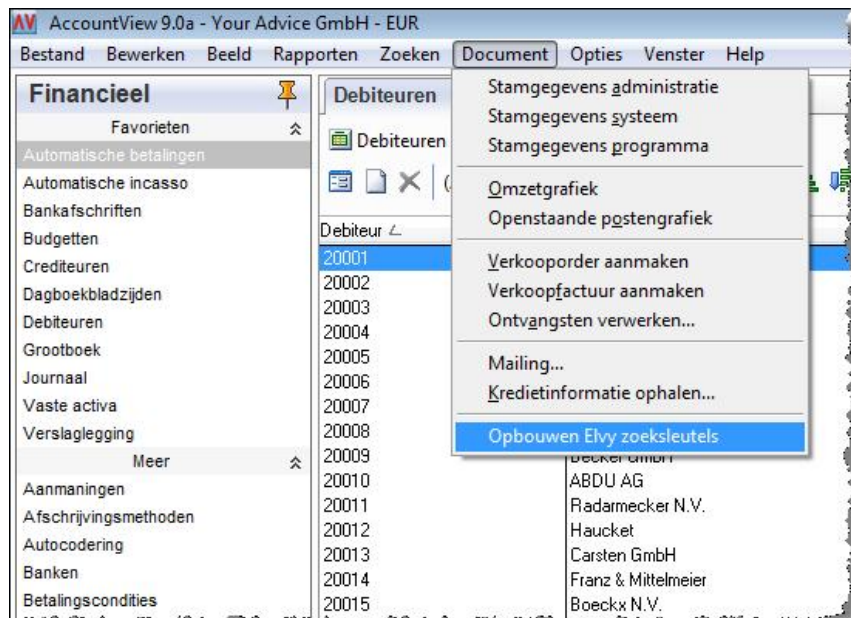 AccountView 9.0a - Your Advice GmbH - EUR
Bestand Bewerken Beeld Rapporten Zoeken Document Opties Venster Help
Financieel
Favorieten
Automatische betalingen
Automatische incasso
Bankafschriften
Budgetten
Crediteuren
Dagboekbladzijden
Debiteuren
Grootboek
Journaal
Vaste activa
Verslaglegging
Meer
Aanmaningen
Afschrijvingsmethoden
Autocodering
Banken
Betalingscondities
Debiteuren
Debiteuren
Debiteur
20001
20002
20003
20004
20005
20006
20007
20008
20009 Becker GmbH
20010 ABDU AG
20011 Radarmecker N.V.
20012 Haucket
20013 Carsten GmbH
20014 Franz & Mittelmeier
20015 Boeckx N.V.
Stamgegevens administratie
Stamgegevens systeem
Stamgegevens programma
Omzetgrafiek
Openstaande postengrafiek
Verkooporder aanmaken
Verkoopfactuur aanmaken
Ontvangsten verwerken...
Mailing...
Kredietinformatie ophalen...
Opbouwen Elvy zoeksleutels